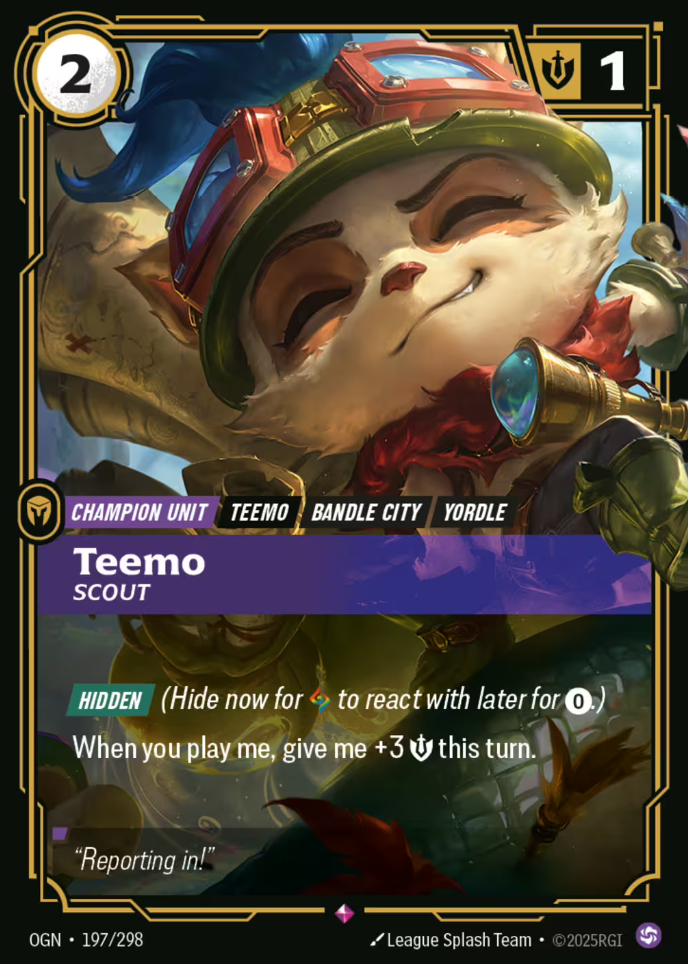 2
1
CHAMPION UNIT TEEMO BANDLE CITY YORDLE
Teemo
SCOUT
HIDDEN (Hide now for to react with later for 0.)
When you play me, give me +3 this turn.
“Reporting in!”
OGN • 197/298 League Splash Team • ©2025RGI